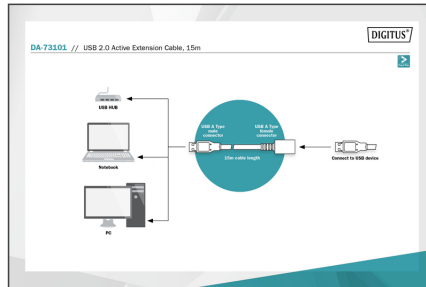 DIGITUS®
DA-73101 // USB 2.0 Active Extension Cable, 15m
USB HUB
USB A Type
male
connector
USB A Type
female
connector
15m cable length
Connect to USB device
Notebook
PC